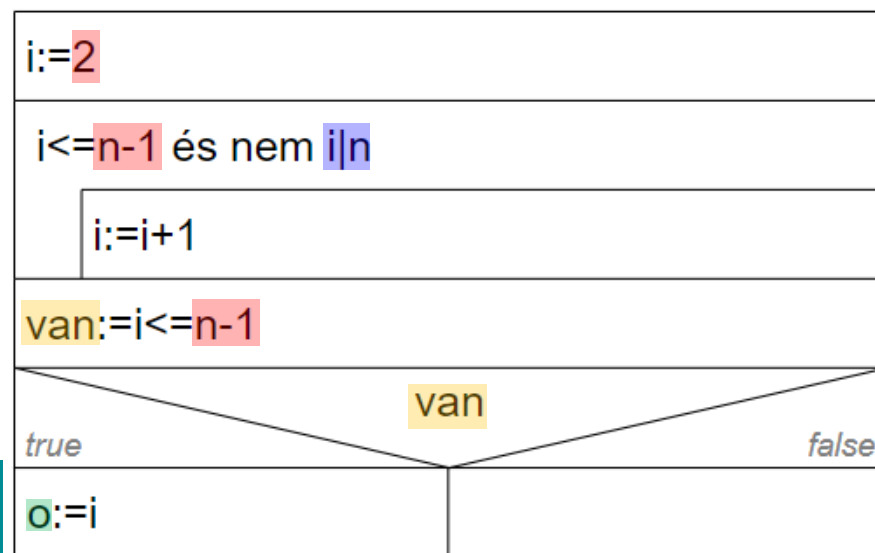 i:=2
i<=n-1 és nem i|n
i:=i+1
van:=i<=n-1
van
true
false
o:=i